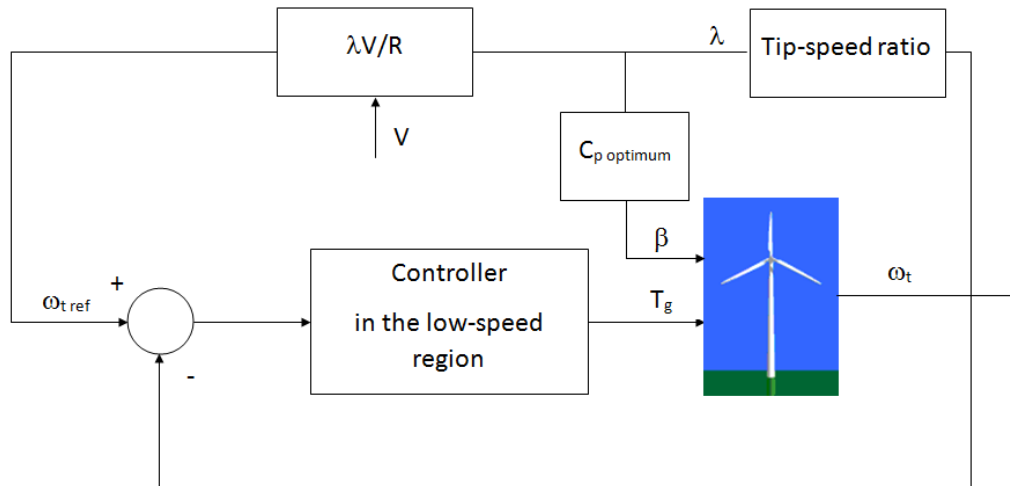 λV/R
λ
Tip-speed ratio
V
Cp optimum
β
Controller
in the low-speed
region
+
ωt ref
-
Tg
ωt